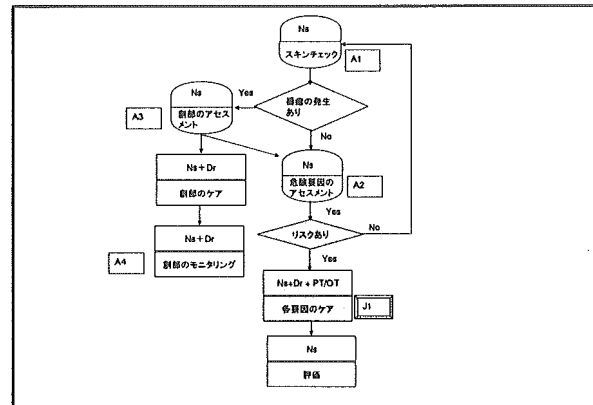 Ns
スキンチェック
A1
褥瘡の発生
あり
Yes
No
Ns
創部のアセス
メント
A3
Ns
危険要因の
アセスメント
A2
Ns+Dr
創部のケア
Yes
No
リスクあり
Ns+Dr
創部のモニタリング
A4
Yes
Ns+Dr + PT/OT
各要因のケア
J1
Ns
評価